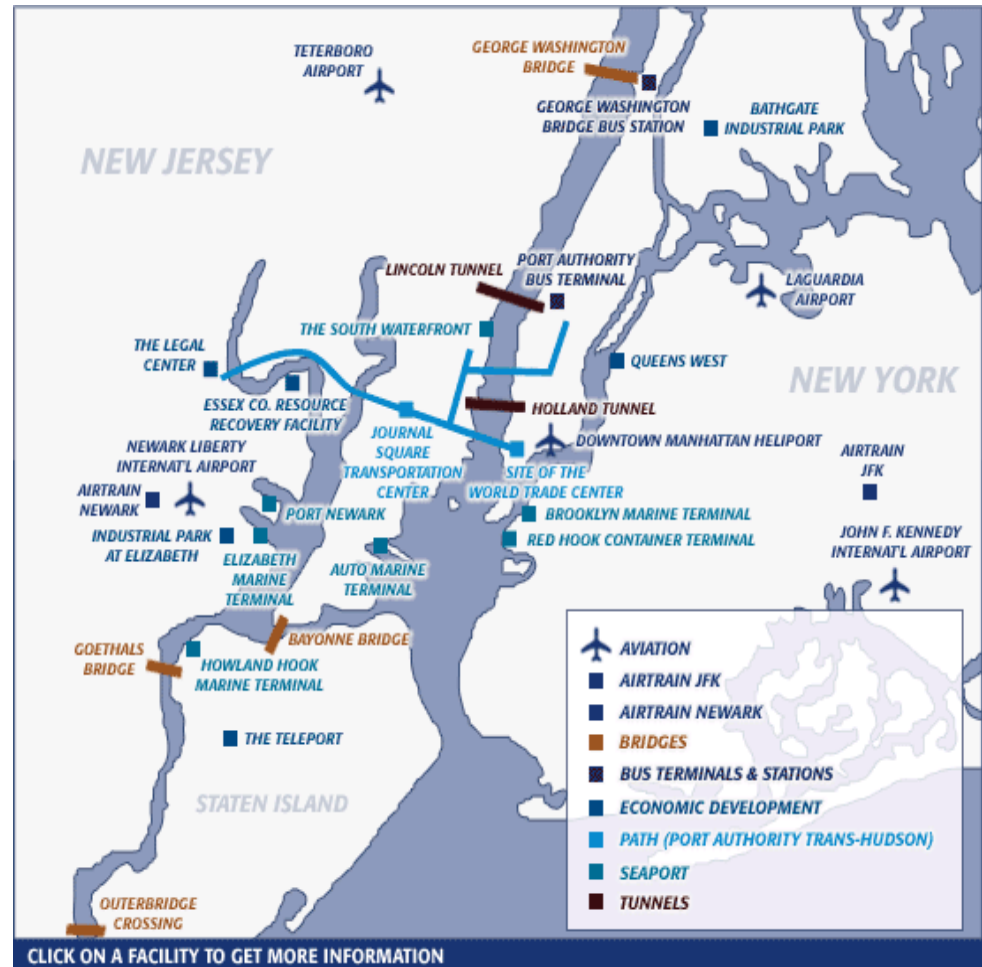 TETERBORO
AIRPORT
GEORGE WASHINGTON
BRIDGE
GEORGE WASHINGTON
BRIDGE BUS STATION
BATHGATE
INDUSTRIAL PARK
NEW JERSEY
LINCOLN TUNNEL
PORT AUTHORITY
BUS TERMINAL
LAGUARDIA
AIRPORT
THE SOUTH WATERFRONT
THE LEGAL
CENTER
QUEENS WEST
NEW YORK
ESSEX CO. RESOURCE
RECOVERY FACILITY
HOLLAND TUNNEL
JOURNAL
SQUARE
TRANSPORTATION
CENTER
DOWNTOWN MANHATTAN HELIPORT
SITE OF THE
WORLD TRADE CENTER
NEWARK LIBERTY
INTERNAT'L AIRPORT
AIRTRAIN
NEWARK
AIRTRAIN
JFK
PORT NEWARK
BROOKLYN MARINE TERMINAL
INDUSTRIAL PARK
AT ELIZABETH
ELIZABETH
MARINE
TERMINAL
AUTO MARINE
TERMINAL
RED HOOK CONTAINER TERMINAL
JOHN F. KENNEDY
INTERNAT'L AIRPORT
BAYONNE BRIDGE
GOETHALS
BRIDGE
HOWLAND HOOK
MARINE TERMINAL
THE TELEPORT
STATEN ISLAND
OUTERBRIDGE
CROSSING
AVIATION
AIRTRAIN JFK
AIRTRAIN NEWARK
BRIDGES
BUS TERMINALS & STATIONS
ECONOMIC DEVELOPMENT
PATH (PORT AUTHORITY TRANS-HUDSON)
SEAPORT
TUNNELS
CLICK ON A FACILITY TO GET MORE INFORMATION